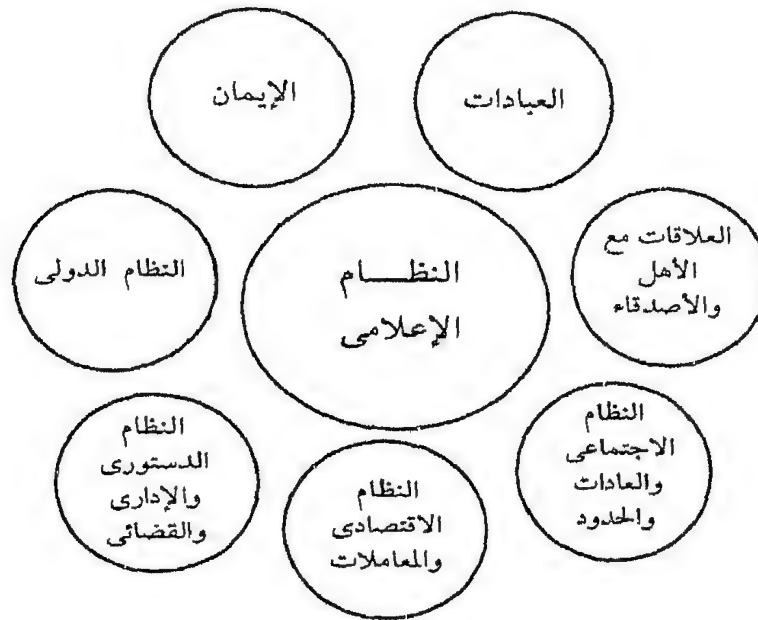 العبادات
الإيمان
العلاقات مع
الأهل
والأصدقاء
النظام الدولى
النظــــام
الإعلامى
النظام
الاجتماعى
والعادات
والحدود
النظام
الدستورى
والإدارى
والقضائى
النظام
الاقتصادى
والمعاملات